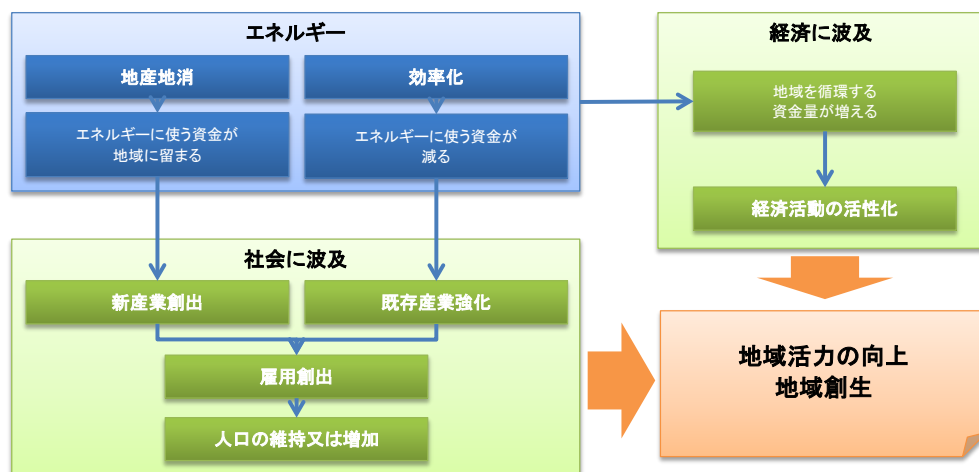 エネルギー
地産地消
効率化
エネルギーに使う資金が
地域に留まる
エネルギーに使う資金が
減る
経済に波及
地域を循環する
資金量が増える
経済活動の活性化
社会に波及
新産業創出
既存産業強化
雇用創出
人口の維持又は増加
地域活力の向上
地域創生